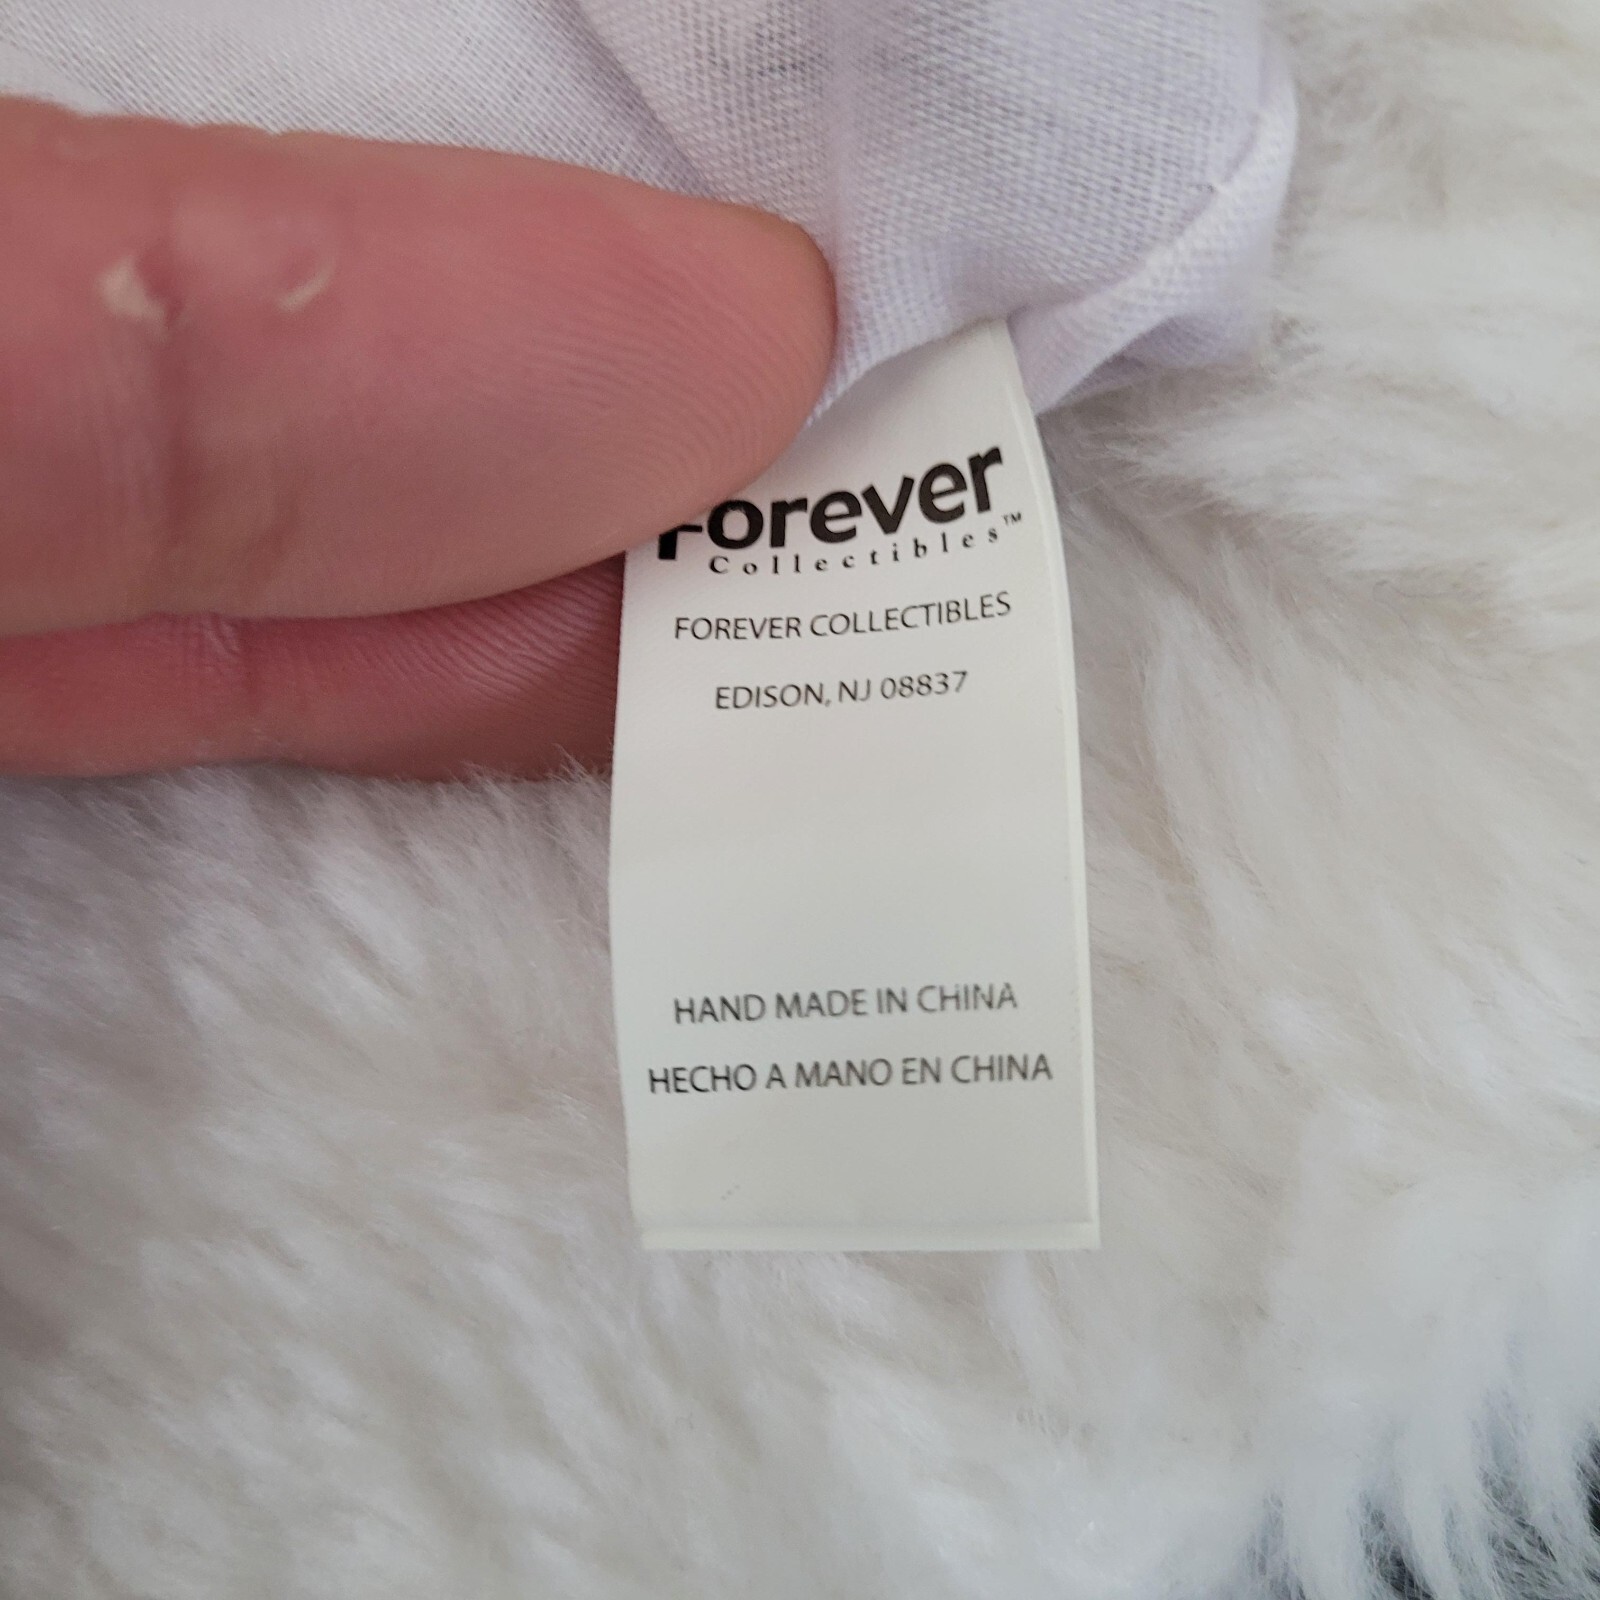 Forever
Collectibles™
FOREVER COLLECTIBLES
EDISON, NJ 08837
HAND MADE IN CHINA
HECHO A MANO EN CHINA